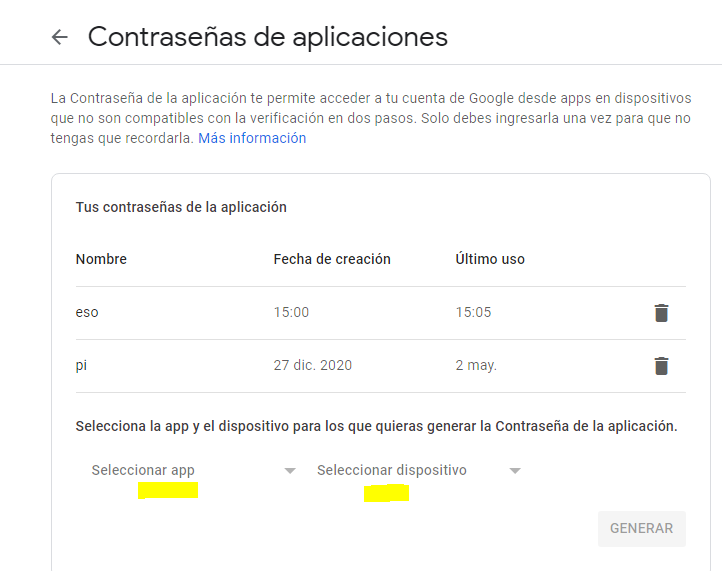 Contraseñas de aplicaciones
La Contraseña de la aplicación te permite acceder a tu cuenta de Google desde apps en dispositivos
que no son compatibles con la verificación en dos pasos. Solo debes ingresarla una vez para que no
tengas que recordarla. Más información
Tus contraseñas de la aplicación
Nombre Fecha de creación Último uso
eso 15:00 15:05
pi 27 dic. 2020 2 may.
Selecciona la app y el dispositivo para los que quieras generar la Contraseña de la aplicación.
Seleccionar app Seleccionar dispositivo
GENERAR